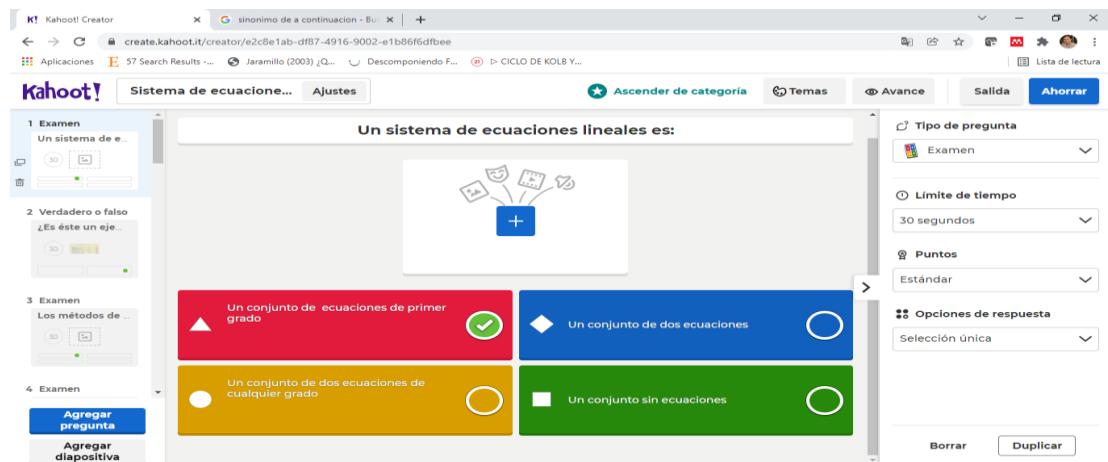 K! Kahoot! Creator
sinonimo de a continuacion - Bu
create.kahoot.it/creator/e2c8e1ab-df87-4916-9002-e1b86f6dfbee
Aplicaciones
57 Search Results -...
Jaramillo (2003) ¿Q...
Descomponiendo F...
▷ CICLO DE KOLB Y...
Lista de lectura
Kahoot!
Sistema de ecuacione...
Ajustes
Ascender de categoría
Temas
Avance
Salida
Ahorrar
1 Examen
Un sistema de e...
30
2 Verdadero o falso
¿Es éste un eje...
30
3 Examen
Los métodos de ...
30
4 Examen
Agregar
pregunta
Agregar
diapositiva
Un sistema de ecuaciones lineales es:
Un conjunto de ecuaciones de primer
grado
Un conjunto de dos ecuaciones
Un conjunto de dos ecuaciones de
cualquier grado
Un conjunto sin ecuaciones
Tipo de pregunta
Examen
Límite de tiempo
30 segundos
Puntos
Estándar
Opciones de respuesta
Selección única
Borrar
Duplicar